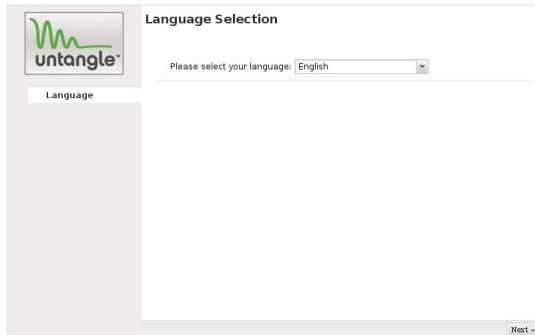 Language Selection
untangle™
Please select your language: English
Language
Next »